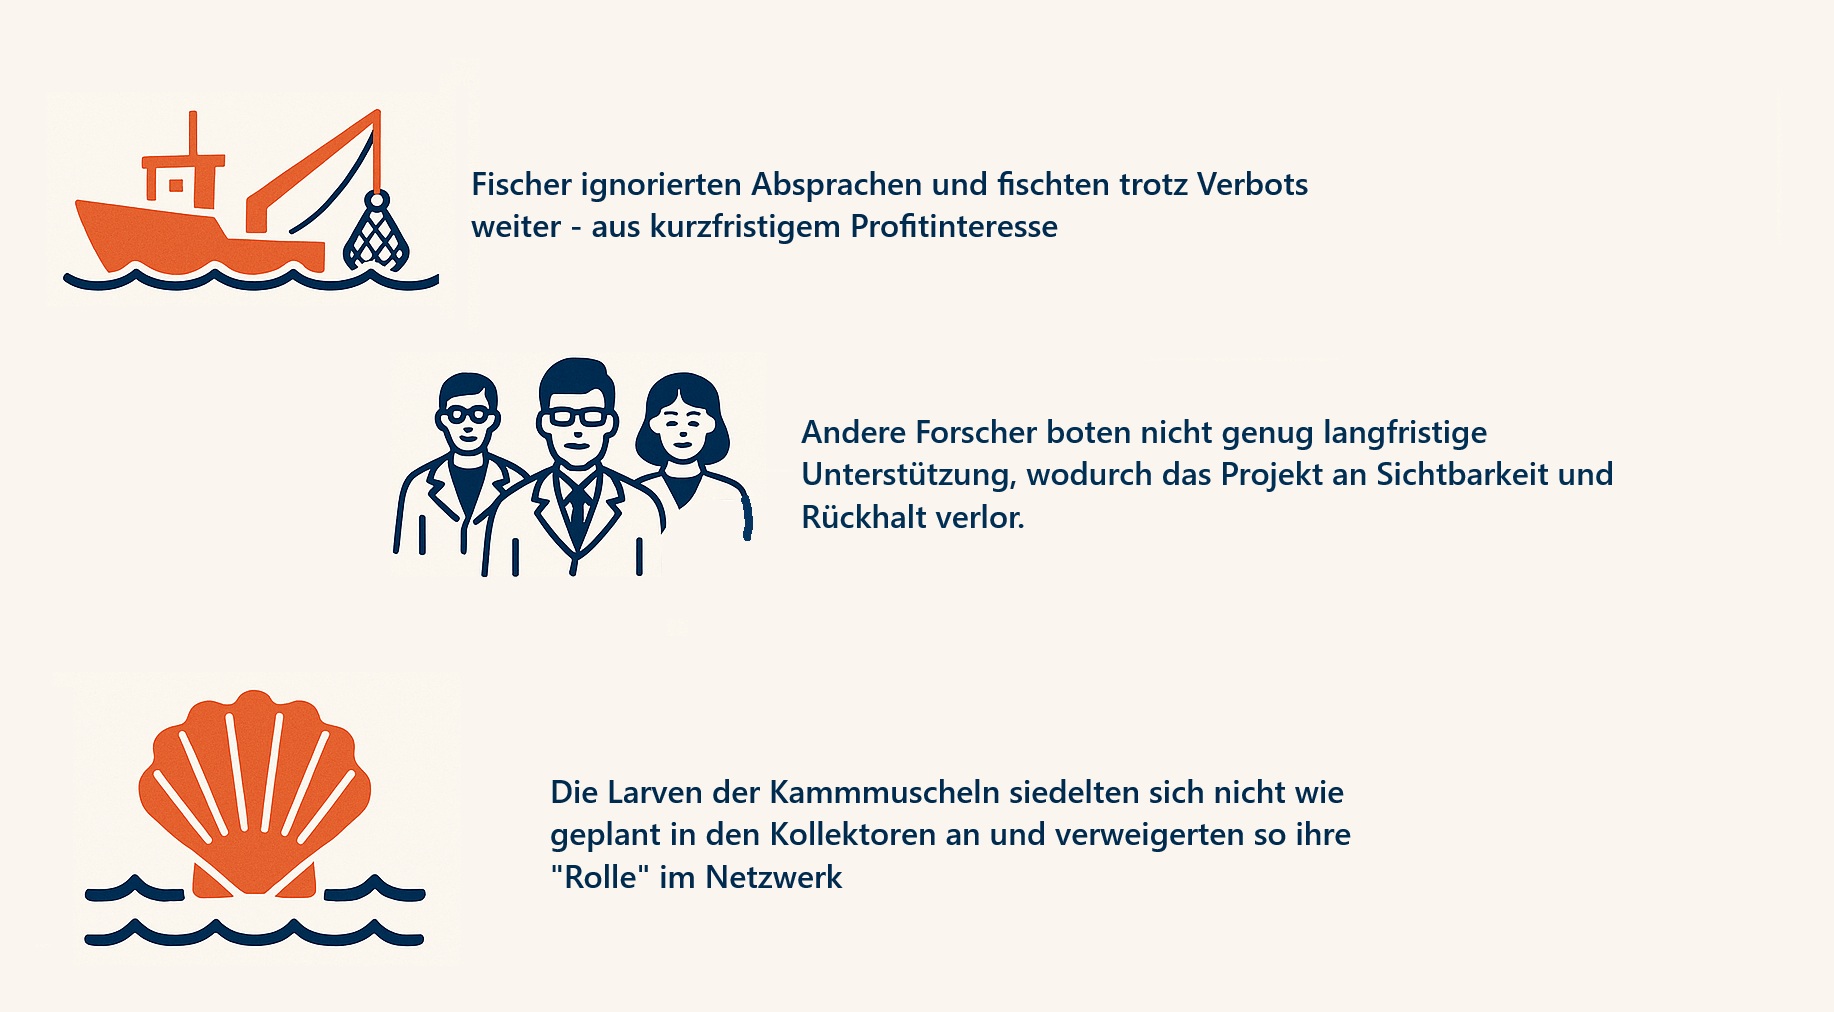 Fischer ignorierten Absprachen und fischten trotz Verbots
weiter - aus kurzfristigem Profitinteresse
Andere Forscher boten nicht genug langfristige
Unterstützung, wodurch das Projekt an Sichtbarkeit und
Rückhalt verlor.
Die Larven der Kammmuscheln siedelten sich nicht wie
geplant in den Kollektoren an und verweigerten so ihre
"Rolle" im Netzwerk